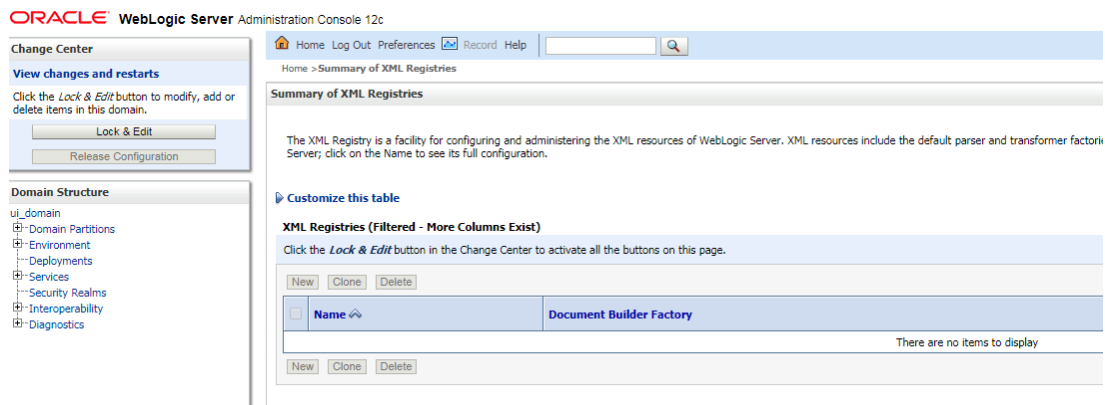 ORACLE WebLogic Server Administration Console 12c
Change Center
View changes and restarts
Click the Lock & Edit button to modify, add or
delete items in this domain.
Lock & Edit
Release Configuration
Domain Structure
ui_domain
Domain Partitions
Environment
Deployments
Services
Security Realms
Interoperability
Diagnostics
Home Log Out Preferences Record Help
Home >Summary of XML Registries
Summary of XML Registries
The XML Registry is a facility for configuring and administering the XML resources of WebLogic Server. XML resources include the default parser and transformer factorie
Server; click on the Name to see its full configuration.
Customize this table
XML Registries (Filtered - More Columns Exist)
Click the Lock & Edit button in the Change Center to activate all the buttons on this page.
New Clone Delete
Name Document Builder Factory
There are no items to display
New Clone Delete